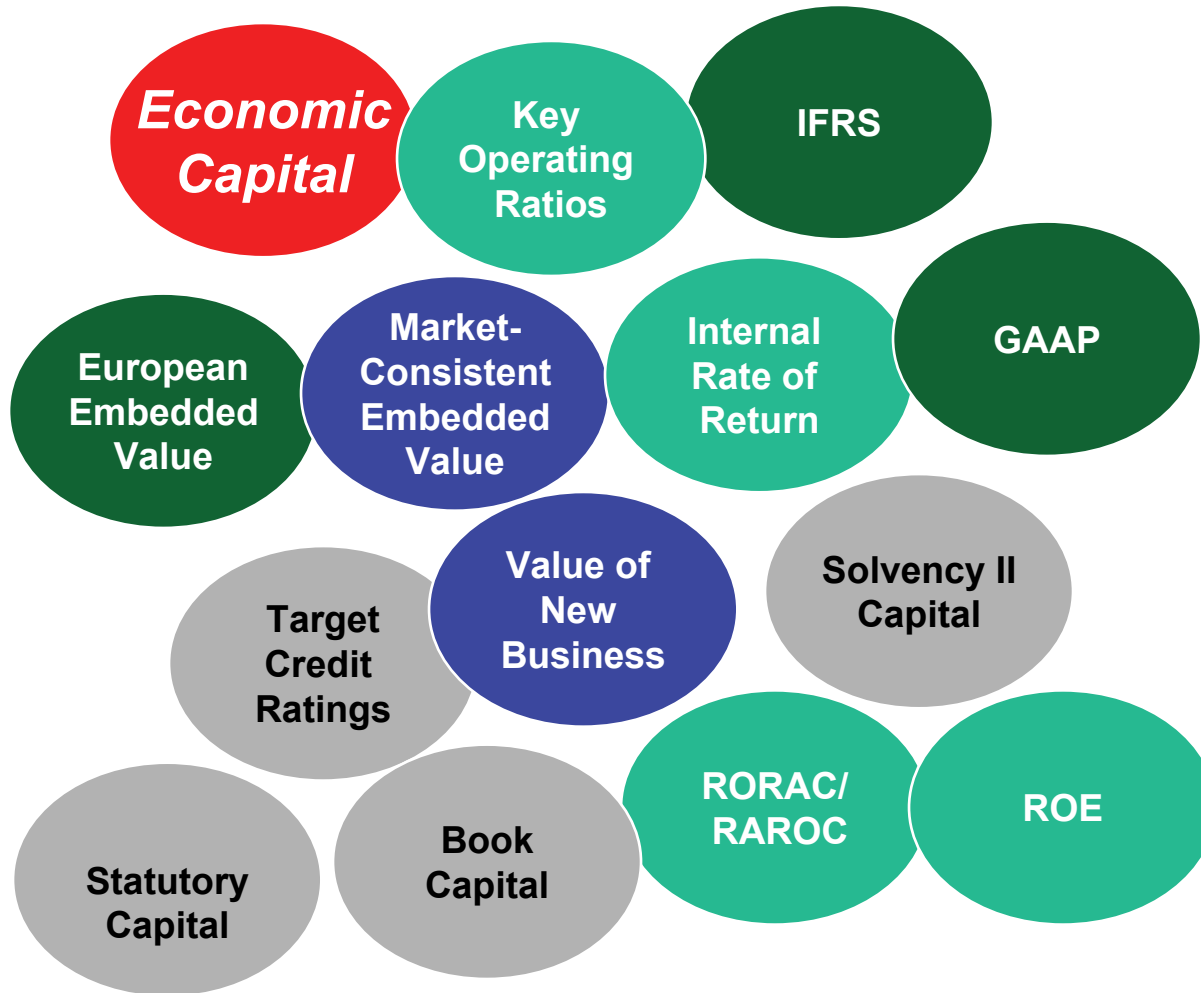 Economic
Capital
Key
Operating
Ratios
IFRS
European
Embedded
Value
Market-
Consistent
Embedded
Value
Internal
Rate of
Return
GAAP
Target
Credit
Ratings
Value of
New
Business
Solvency II
Capital
Statutory
Capital
Book
Capital
RORAC/
RAROC
ROE